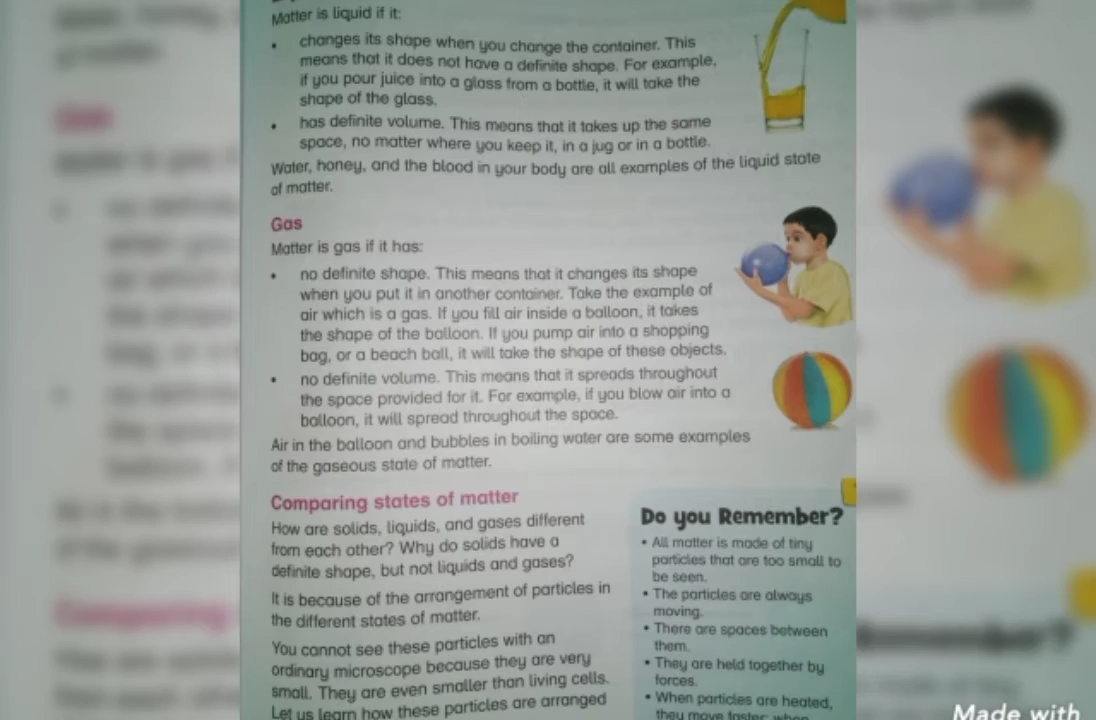 Matter is liquid if it:
• changes its shape when you change the container. This
means that it does not have a definite shape. For example,
if you pour juice into a glass from a bottle, it will take the
shape of the glass.
• has definite volume. This means that it takes up the same
space, no matter where you keep it, in a jug or in a bottle.
Water, honey, and the blood in your body are all examples of the liquid state
of matter.
Gas
Matter is gas if it has:
• no definite shape. This means that it changes its shape
when you put it in another container. Take the example of
air which is a gas. If you fill air inside a balloon, it takes
the shape of the balloon. If you pump air into a shopping
bag, or a beach ball, it will take the shape of these objects.
• no definite volume. This means that it spreads throughout
the space provided for it. For example, if you blow air into a
balloon, it will spread throughout the space.
Air in the balloon and bubbles in boiling water are some examples
of the gaseous state of matter.
Comparing states of matter
How are solids, liquids, and gases different
from each other? Why do solids have a
definite shape, but not liquids and gases?
It is because of the arrangement of particles in
the different states of matter.
You cannot see these particles with an
ordinary microscope because they are very
small. They are even smaller than living cells.
Let us learn how these particles are arranged
Do you Remember?
• All matter is made of tiny
particles that are too small to
be seen.
• The particles are always
moving.
• There are spaces between
them.
• They are held together by
forces.
• When particles are heated,
they move faster; when
Made with